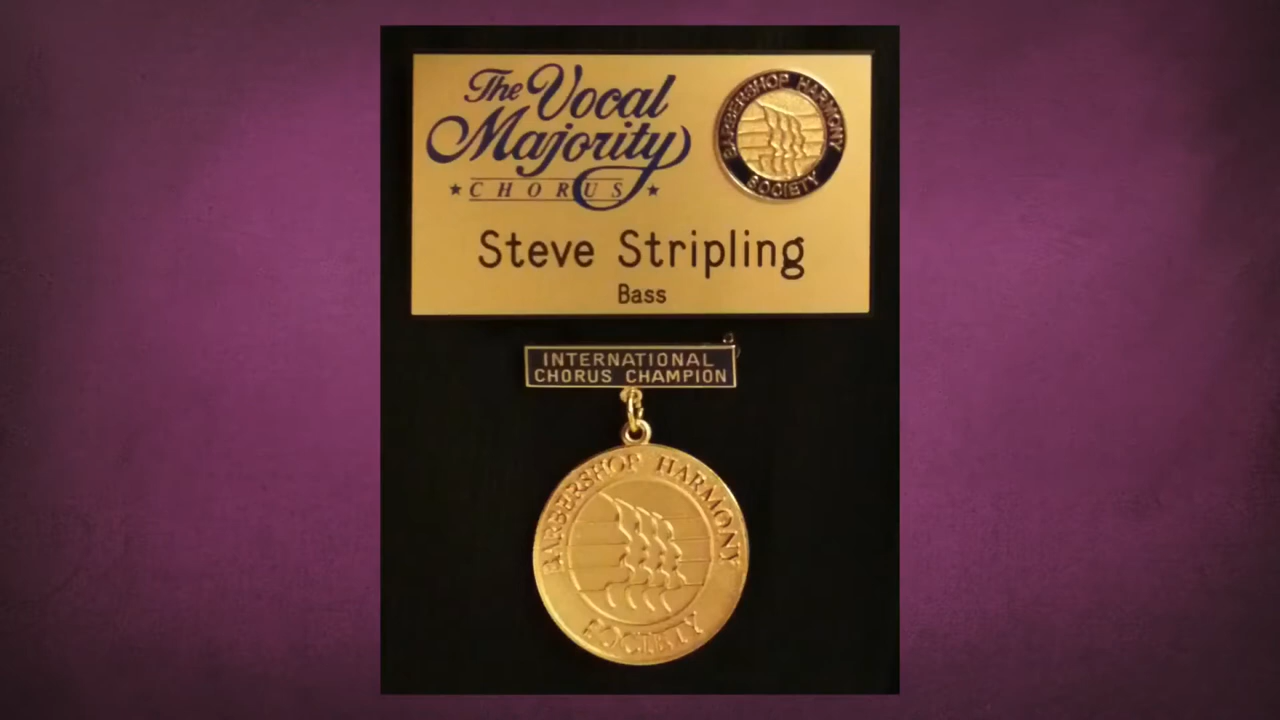 The Vocal
Majority
★ CHORUS ★
BARBERSHOP HARMONY
SOCIETY
Steve Stripling
Bass
INTERNATIONAL
CHORUS CHAMPION
BARBERSHOP HARMONY
SOCIETY